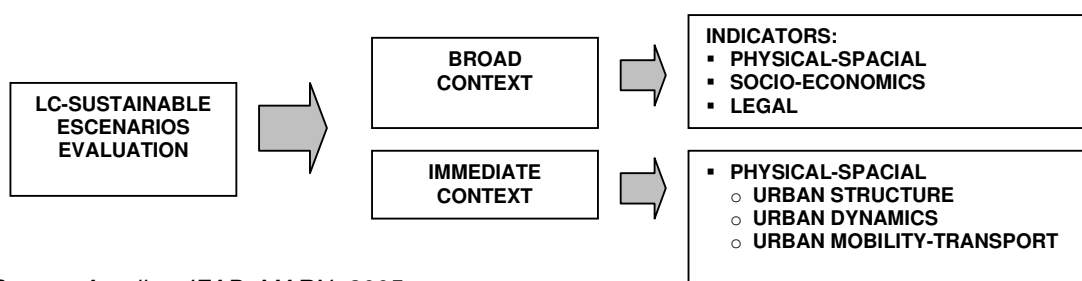 LC-SUSTAINABLE
ESCENARIOS
EVALUATION
BROAD
CONTEXT
INDICATORS:
▪ PHYSICAL-SPACIAL
▪ SOCIO-ECONOMICS
▪ LEGAL
IMMEDIATE
CONTEXT
▪ PHYSICAL-SPACIAL
○ URBAN STRUCTURE
○ URBAN DYNAMICS
○ URBAN MOBILITY-TRANSPORT